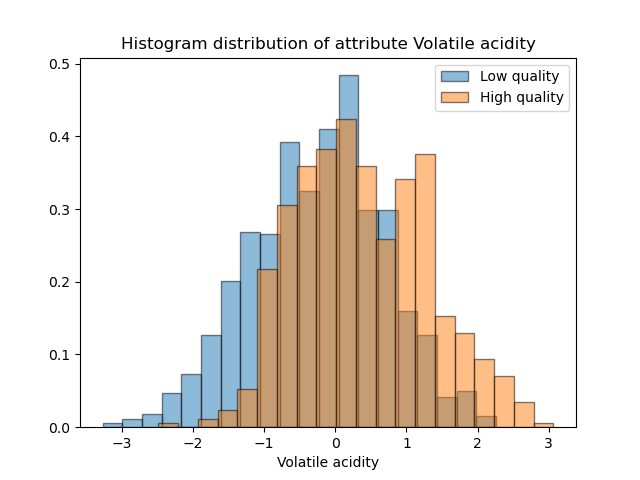 Histogram distribution of attribute Volatile acidity
Low quality
High quality
0.5
0.4
0.3
0.2
0.1
0.0
−3 −2 −1 0 1 2 3
Volatile acidity